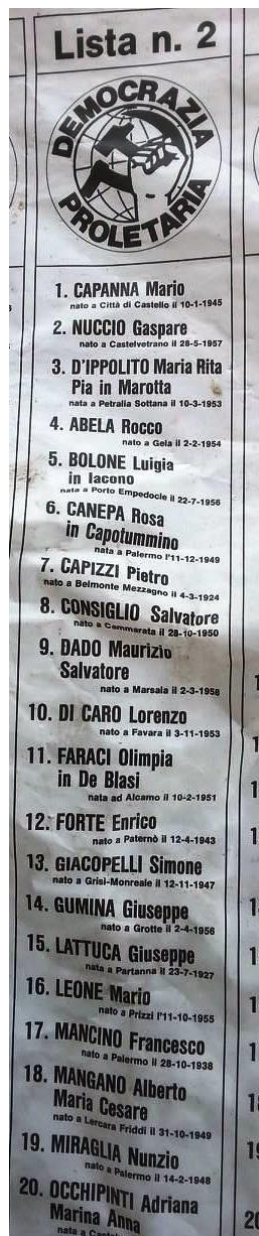 Lista n. 2
DEMOCRAZIA
PROLETARIA
1. CAPANNA Mario
nato a Città di Castello il 10-1-1945
2. NUCCIO Gaspare
nato a Castelvetrano il 28-5-1957
3. D'IPPOLITO Maria Rita
Pia in Marotta
nata a Petralia Sottana il 10-3-1953
4. ABELA Rocco
nato a Gela il 2-2-1954
5. BOLONE Luigia
in Iacono
nata a Porto Empedocle il 22-7-1956
6. CANEPA Rosa
in Capotummino
nata a Palermo l'11-12-1949
7. CAPIZZI Pietro
nato a Belmonte Mezzagno il 4-3-1924
8. CONSIGLIO Salvatore
nato a Cammarata il 28-10-1950
9. DADO Maurizio
Salvatore
nato a Marsala il 2-3-1958
10. DI CARO Lorenzo
nato a Favara il 3-11-1953
11. FARACI Olimpia
in De Blasi
nata ad Alcamo il 10-2-1951
12. FORTE Enrico
nato a Paternò il 12-4-1943
13. GIACOPELLI Simone
nato a Grisì-Monreale il 12-11-1947
14. GUMINA Giuseppe
nato a Grotte il 2-4-1956
15. LATTUCA Giuseppe
nata a Partanna il 23-7-1927
16. LEONE Mario
nato a Prizzi l'11-10-1955
17. MANCINO Francesco
nato a Palermo il 28-10-1938
18. MANGANO Alberto
Maria Cesare
nato a Lercara Friddi il 31-10-1949
19. MIRAGLIA Nunzio
nato a Palermo il 14-2-1948
20. OCCHIPINTI Adriana
Marina Anna
nata a